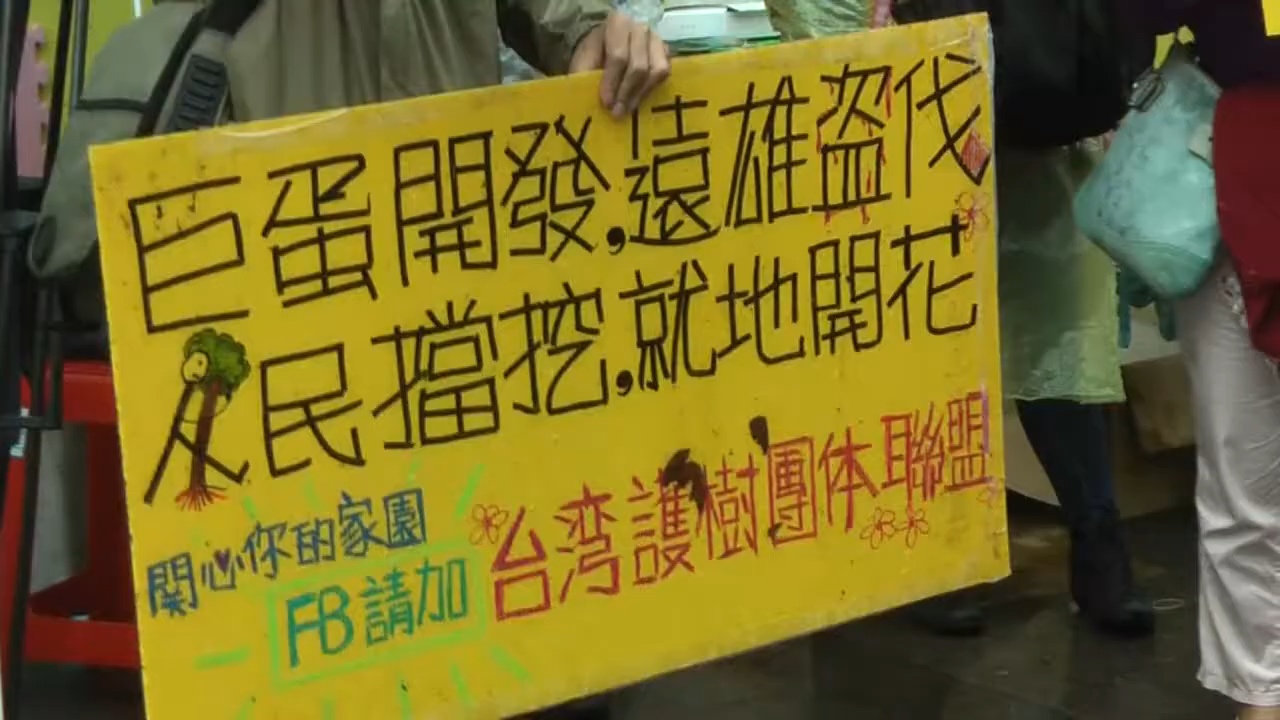 巨蛋開發,遠雄盜伐
人民擋挖,就地開花
關心你的家園
FB請加
台湾護樹團体聯盟